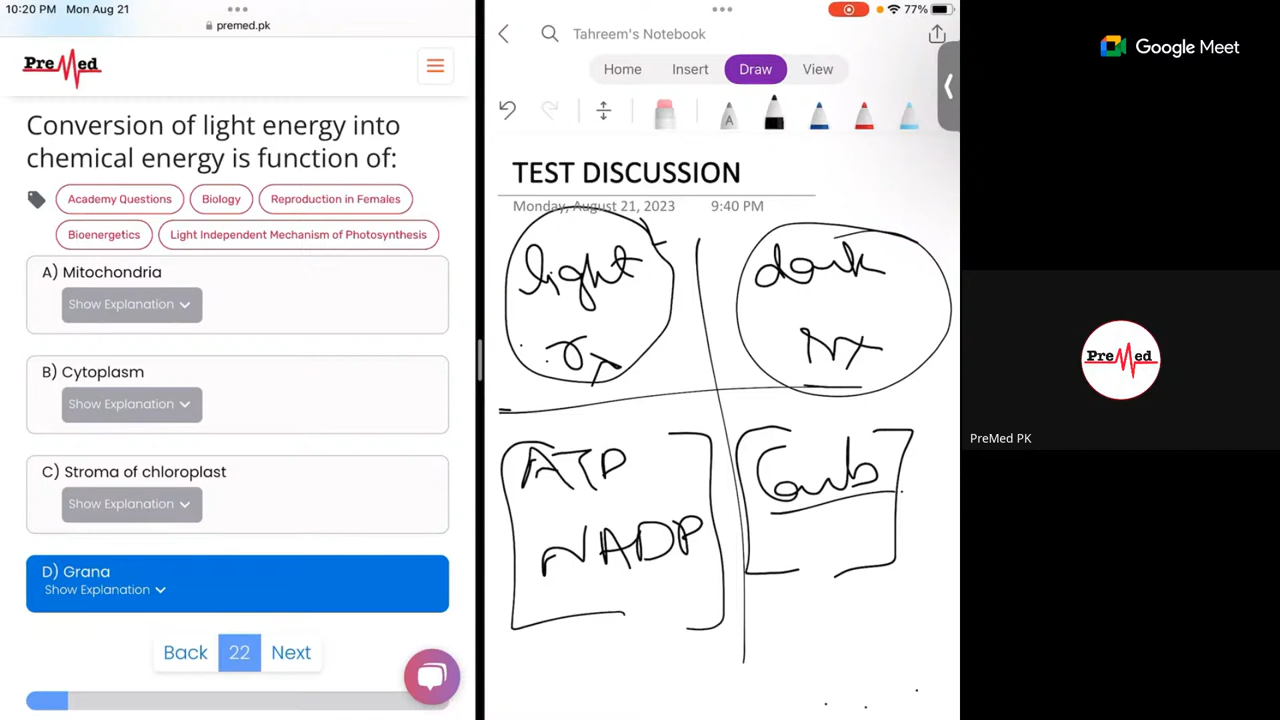 10:20 PM Mon Aug 21
premed.pk
PreMed
Conversion of light energy into
chemical energy is function of:
Academy Questions
Biology
Reproduction in Females
Bioenergetics
Light Independent Mechanism of Photosynthesis
A) Mitochondria
Show Explanation
B) Cytoplasm
Show Explanation
C) Stroma of chloroplast
Show Explanation
D) Grana
Show Explanation
Back 22 Next
77%
Tahreem's Notebook
Home Insert Draw View
A
TEST DISCUSSION
Monday, August 21, 2023 9:40 PM
light
rx
dark
rx
ATP
NADP
Carb
Google Meet
PreMed
PreMed PK